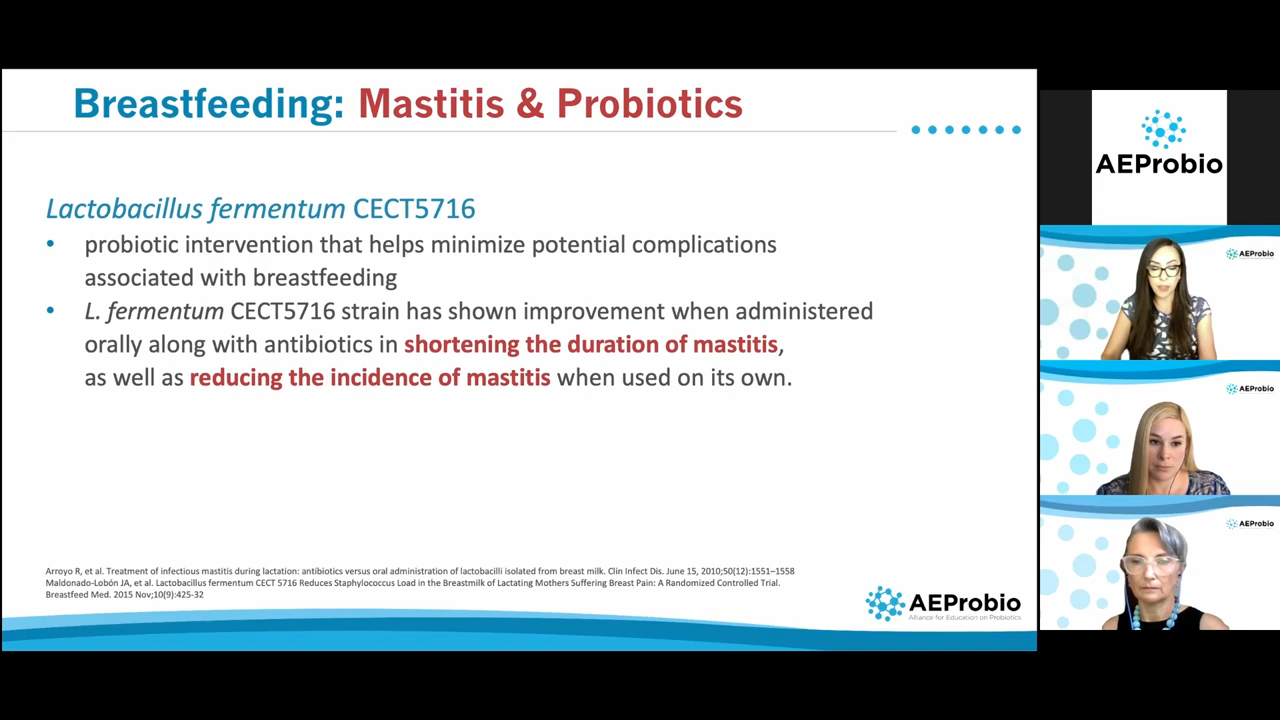 Breastfeeding: Mastitis & Probiotics
Lactobacillus fermentum CECT5716
• probiotic intervention that helps minimize potential complications
associated with breastfeeding
• L. fermentum CECT5716 strain has shown improvement when administered
orally along with antibiotics in shortening the duration of mastitis,
as well as reducing the incidence of mastitis when used on its own.
Arroyo R, et al. Treatment of infectious mastitis during lactation: antibiotics versus oral administration of lactobacilli isolated from breast milk. Clin Infect Dis. June 15, 2010;50(12):1551–1558
Maldonado-Lobón JA, et al. Lactobacillus fermentum CECT 5716 Reduces Staphylococcus Load in the Breastmilk of Lactating Mothers Suffering Breast Pain: A Randomized Controlled Trial.
Breastfeed Med. 2015 Nov;10(9):425-32
AEProbio
Alliance for Education on Probiotics
AEProbio
AEProbio
AEProbio
AEProbio